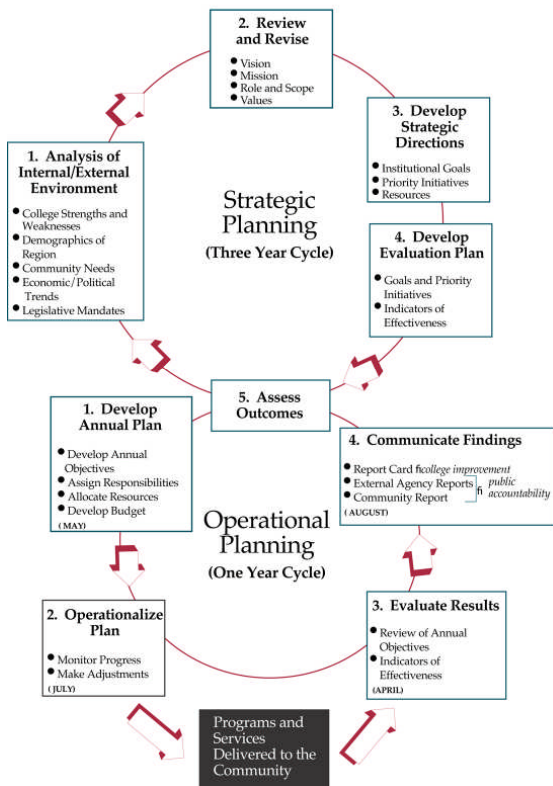 2. Review
and Revise
● Vision
● Mission
● Role and Scope
● Values
3. Develop
Strategic
Directions
● Institutional Goals
● Priority Initiatives
● Resources
1. Analysis of
Internal/External
Environment
● College Strengths and
Weaknesses
● Demographics of
Region
● Community Needs
● Economic/Political
Trends
● Legislative Mandates
Strategic
Planning
(Three Year Cycle)
4. Develop
Evaluation Plan
● Goals and Priority
Initiatives
● Indicators of
Effectiveness
5. Assess
Outcomes
1. Develop
Annual Plan
● Develop Annual
Objectives
● Assign Responsibilities
● Allocate Resources
● Develop Budget
( MAY)
4. Communicate Findings
● Report Card ficollege improvement
● External Agency Reports
● Community Report
fi public
accountability
(AUGUST)
Operational
Planning
(One Year Cycle)
2. Operationalize
Plan
● Monitor Progress
● Make Adjustments
( JULY)
3. Evaluate Results
● Review of Annual
Objectives
● Indicators of
Effectiveness
(APRIL)
Programs and
Services
Delivered to the
Community